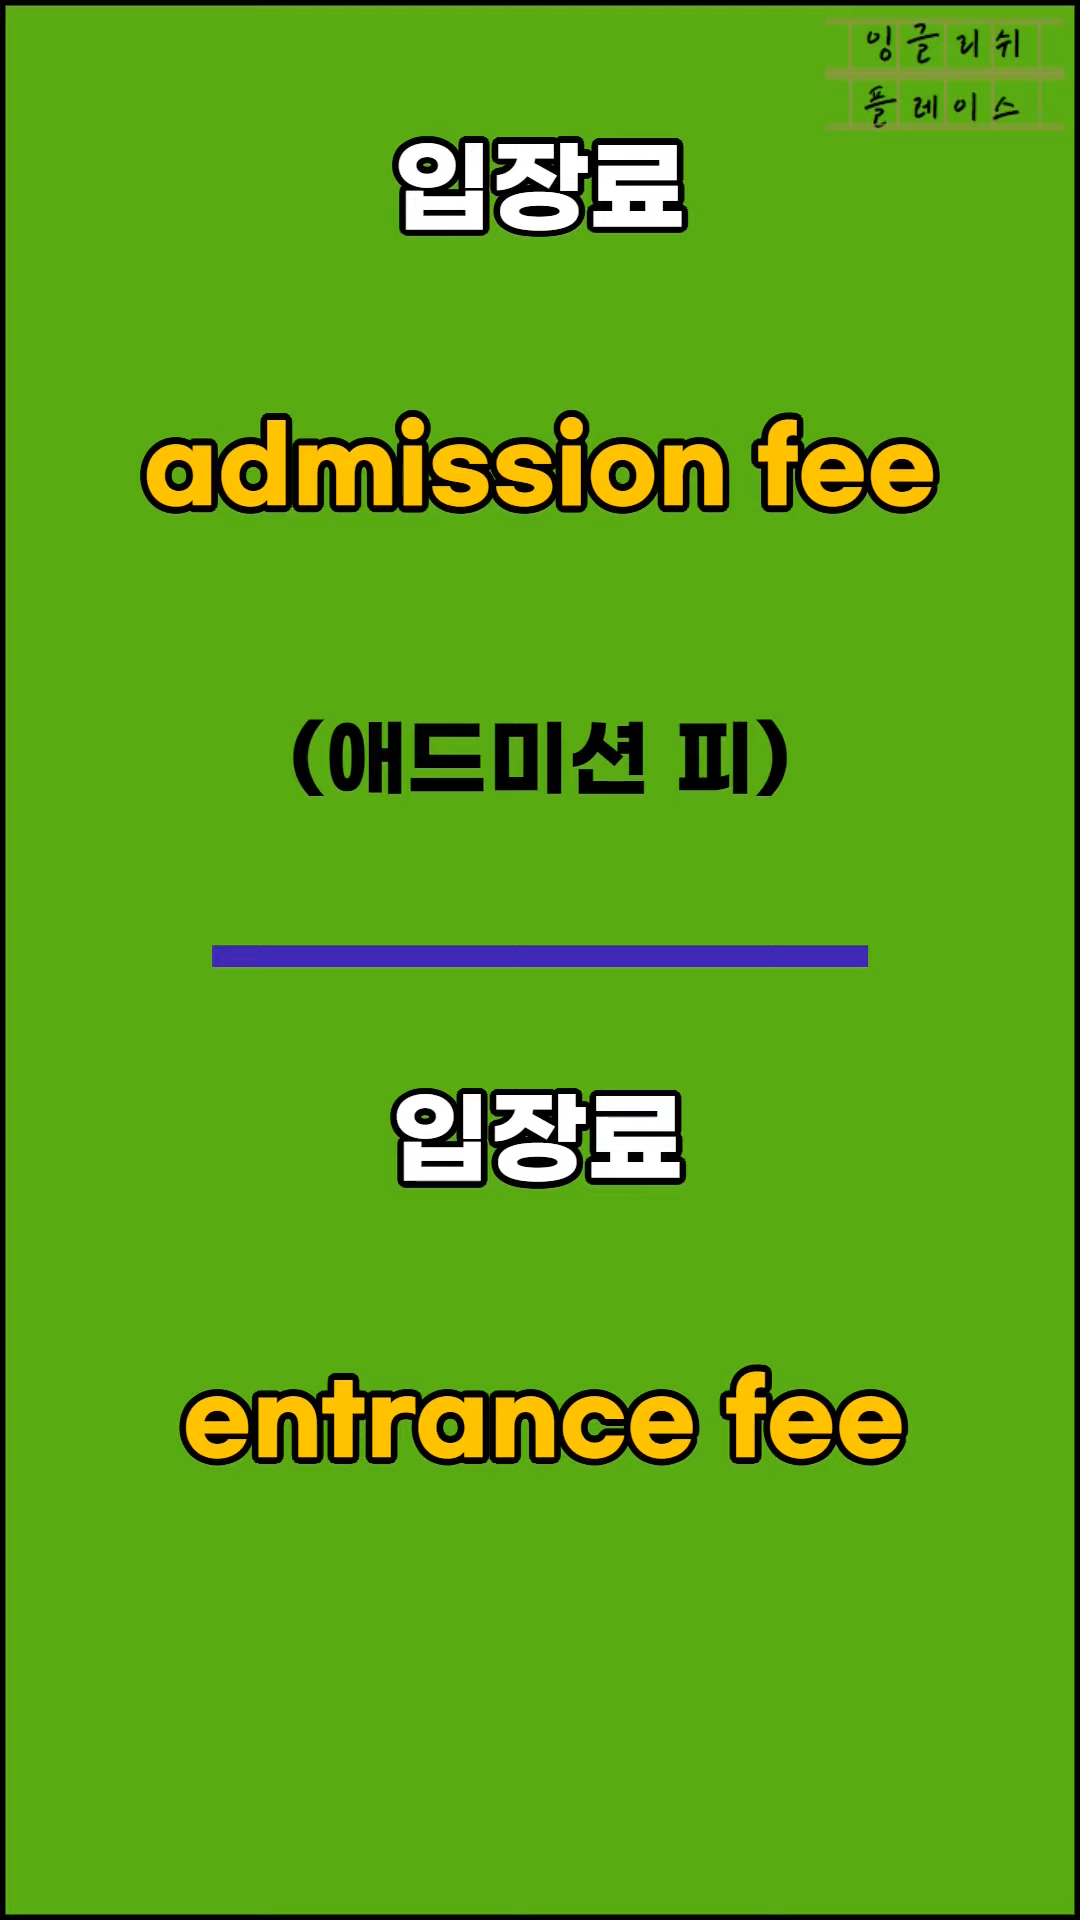 잉글리쉬
플레이스
입장료
admission fee
(애드미션 피)
입장료
entrance fee